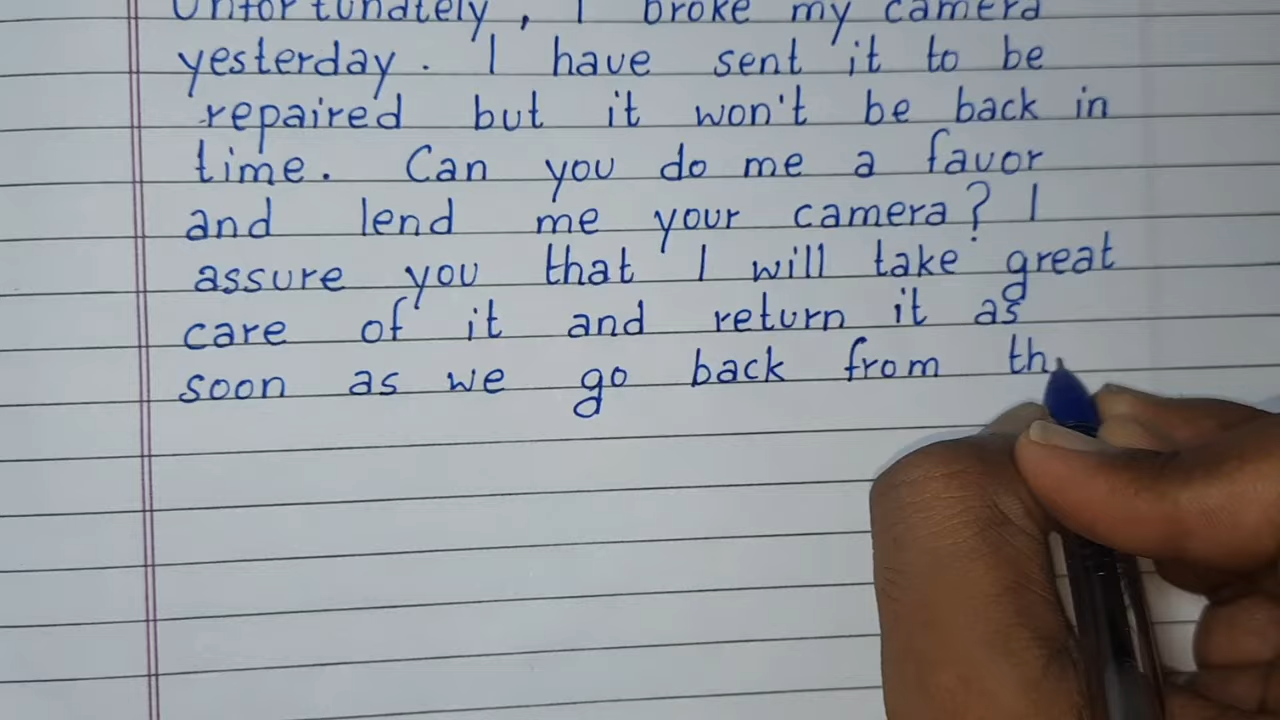 Unfortunately, I broke my camera
yesterday. I have sent it to be
repaired but it won't be back in
time. Can you do me a favor
and lend me your camera? I
assure you that I will take great
care of it and return it as
soon as we go back from th